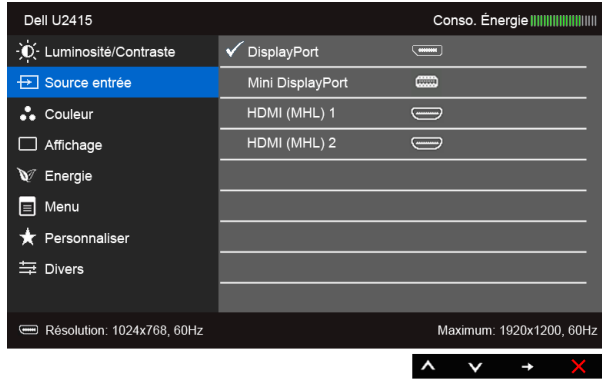 Dell U2415 Conso. Énergie
Luminosité/Contraste DisplayPort
Source entrée Mini DisplayPort
Couleur HDMI (MHL) 1
Affichage HDMI (MHL) 2
Energie
Menu
Personnaliser
Divers
Résolution: 1024x768, 60Hz Maximum: 1920x1200, 60Hz